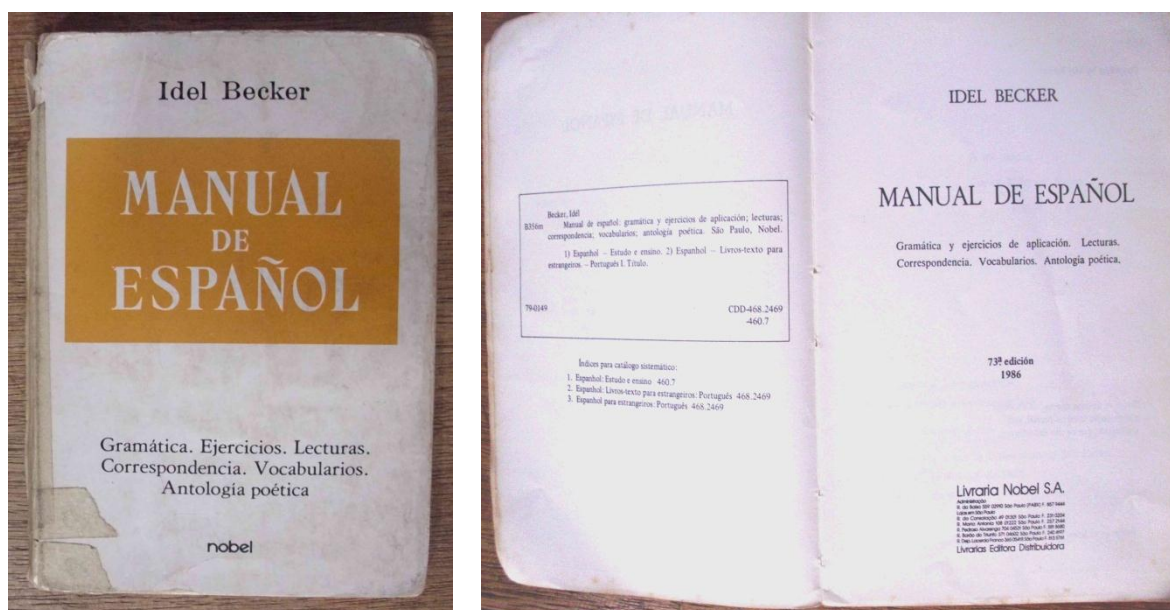 Idel Becker
MANUAL
DE
ESPAÑOL
Gramática. Ejercicios. Lecturas.
Correspondencia. Vocabularios.
Antología poética
nobel
Becker, Idel
B356m Manual de español: gramática y ejercicios de aplicación; lecturas;
correspondencia; vocabularios; antología poética. São Paulo, Nobel.
1) Espanhol – Estudo e ensino. 2) Espanhol – Livros-texto para
estrangeiros. – Português I. Título.
79-0149 CDD-468.2469
-460.7
Índices para catálogo sistemático:
1. Espanhol: Estudo e ensino 460.7
2. Espanhol: Livros-texto para estrangeiros: Português 468.2469
3. Espanhol para estrangeiros: Português 468.2469
IDEL BECKER
MANUAL DE ESPAÑOL
Gramática y ejercicios de aplicación. Lecturas.
Correspondencia. Vocabularios. Antología poética.
73ª edición
1986
Livraria Nobel S.A.
Administração
Livrarias Editora Distribuidora